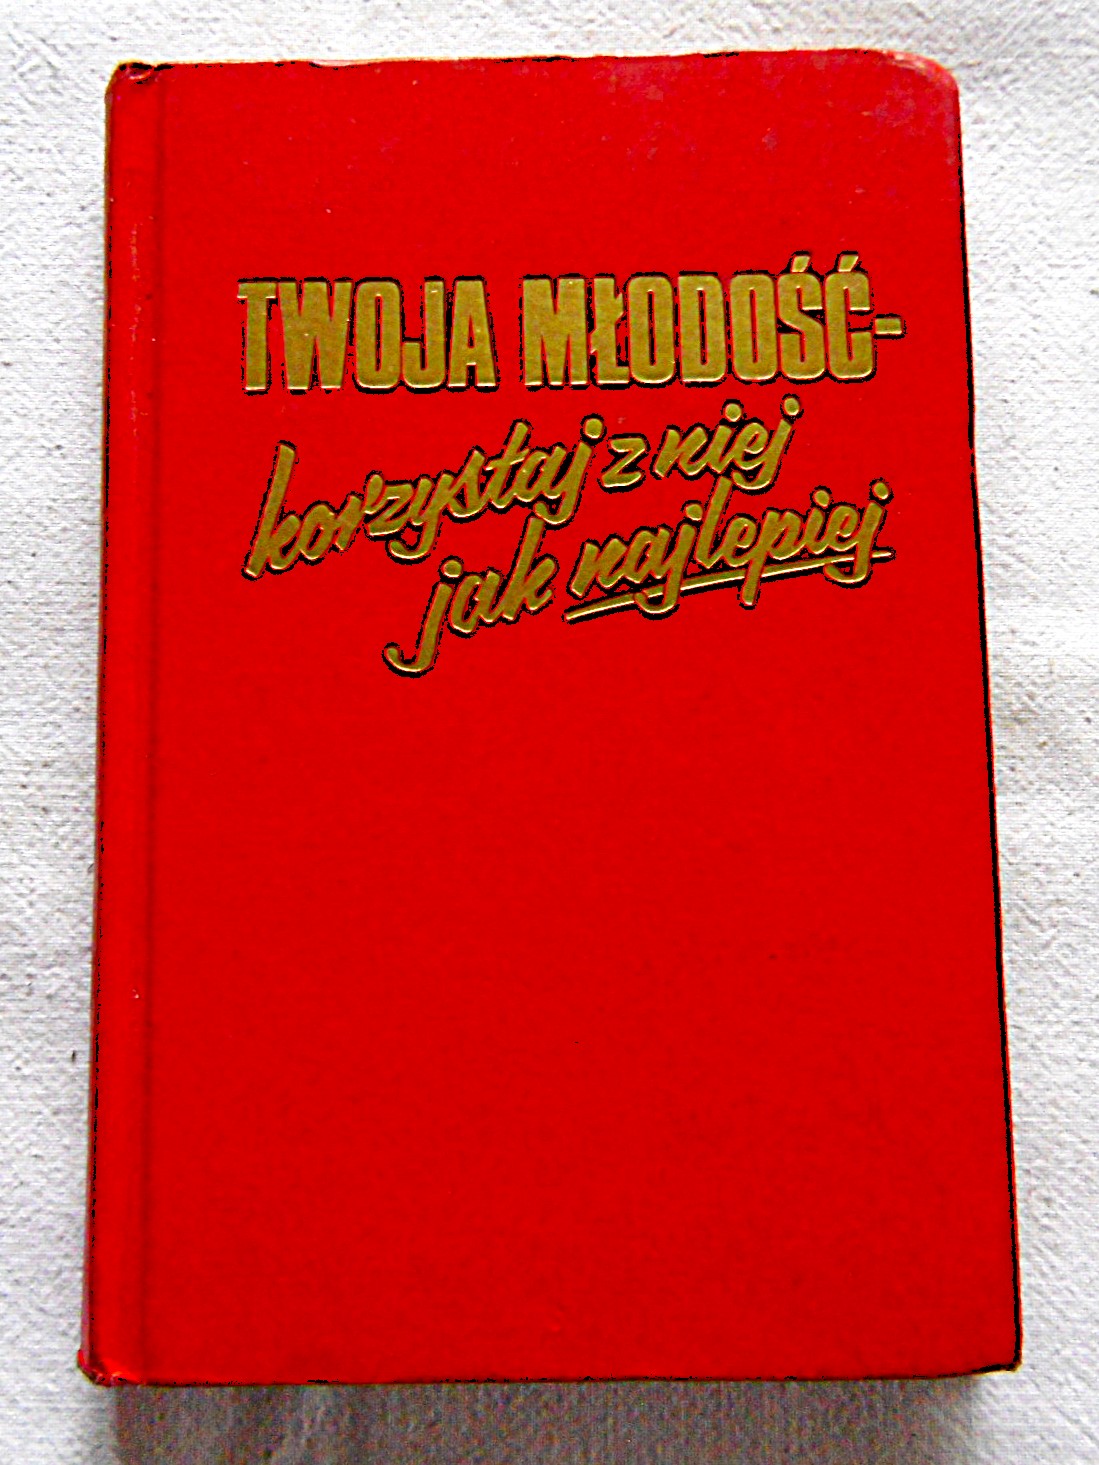 TWOJA MŁODOŚĆ-
korzystaj z niej
jak najlepiej